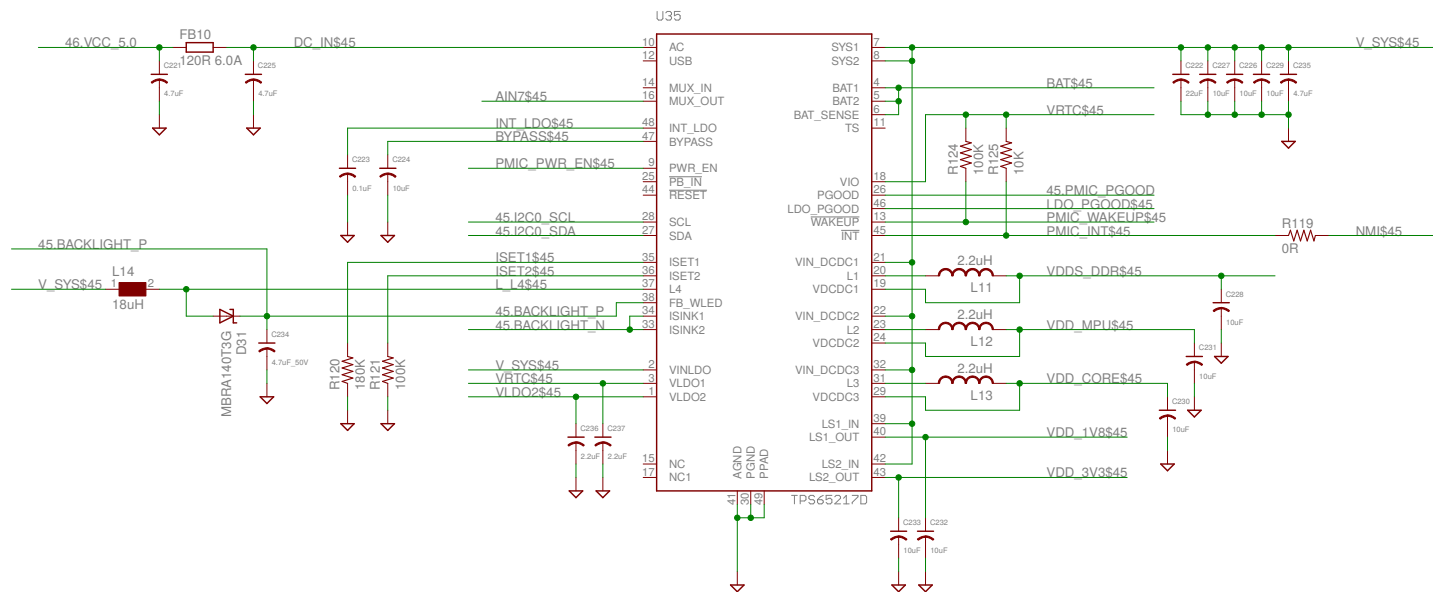 U35
46.VCC_5.0
FB10
120R 6.0A
DC_IN$45
C221
4.7uF
C225
4.7uF
10 AC
12 USB
14 MUX_IN
AIN7$45 16 MUX_OUT
INT_LDO$45 48 INT_LDO
BYPASS$45 47 BYPASS
C223
0.1uF
C224
10uF
PMIC_PWR_EN$45 9 PWR_EN
25 PB_IN
44 RESET
45.I2C0_SCL 28 SCL
45.I2C0_SDA 27 SDA
45.BACKLIGHT_P
ISET1$45 35 ISET1
ISET2$45 36 ISET2
V_SYS$45 1 L14 2
18uH
L_L4$45 37 L4
38 FB_WLED
45.BACKLIGHT_P 34 ISINK1
45.BACKLIGHT_N 33 ISINK2
MBRA140T3G
D31
C234
4.7uF_50V
R120
180K
R121
100K
V_SYS$45 2 VINLDO
VRTC$45 3 VLDO1
VLDO2$45 1 VLDO2
C236
2.2uF
C237
2.2uF
15 NC
17 NC1
AGND
PGND
PPAD
41
30
49
TPS65217D
SYS1 7 V_SYS$45
SYS2 8
C222
22uF
C227
10uF
C226
10uF
C229
10uF
C235
4.7uF
BAT1 4 BAT$45
BAT2 5
BAT_SENSE 6 VRTC$45
TS 11
R124
100K
R125
10K
VIO 18
PGOOD 26 45.PMIC_PGOOD
LDO_PGOOD 46 LDO_PGOOD$45
WAKEUP 13 PMIC_WAKEUP$45
INT 45 PMIC_INT$45
R119
0R
NMI$45
VIN_DCDC1 21
L1 20 2.2uH VDDS_DDR$45
VDCDC1 19 L11
C228
10uF
VIN_DCDC2 22
L2 23 2.2uH VDD_MPU$45
VDCDC2 24 L12
C231
10uF
VIN_DCDC3 32
L3 31 2.2uH VDD_CORE$45
VDCDC3 29 L13
C230
10uF
LS1_IN 39
LS1_OUT 40 VDD_1V8$45
LS2_IN 42
LS2_OUT 43 VDD_3V3$45
C233
10uF
C232
10uF